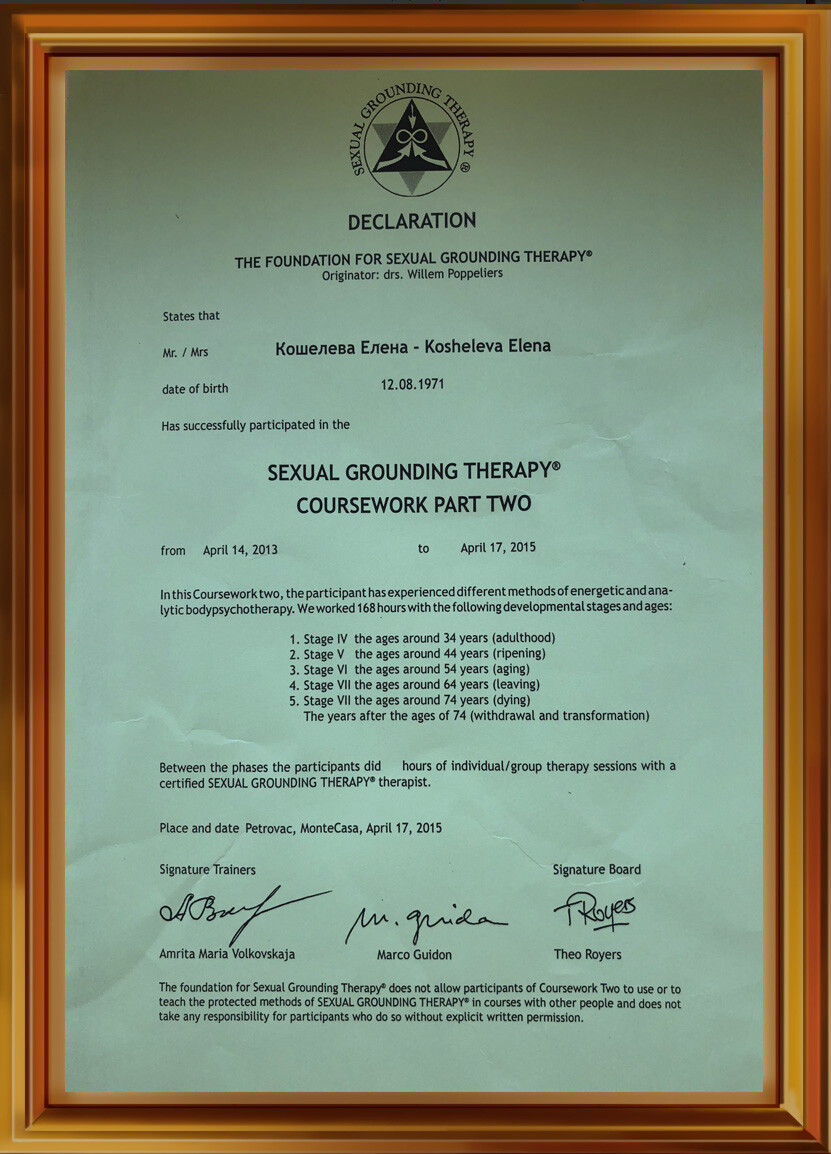 SEXUAL GROUNDING THERAPY®
DECLARATION
THE FOUNDATION FOR SEXUAL GROUNDING THERAPY®
Originator: drs. Willem Poppeliers
States that
Mr. / Mrs Кошелева Елена - Kosheleva Elena
date of birth 12.08.1971
Has successfully participated in the
SEXUAL GROUNDING THERAPY®
COURSEWORK PART TWO
from April 14, 2013 to April 17, 2015
In this Coursework two, the participant has experienced different methods of energetic and ana-
lytic bodypsychotherapy. We worked 168 hours with the following developmental stages and ages:
1. Stage IV the ages around 34 years (adulthood)
2. Stage V the ages around 44 years (ripening)
3. Stage VI the ages around 54 years (aging)
4. Stage VII the ages around 64 years (leaving)
5. Stage VII the ages around 74 years (dying)
The years after the ages of 74 (withdrawal and transformation)
Between the phases the participants did hours of individual/group therapy sessions with a
certified SEXUAL GROUNDING THERAPY® therapist.
Place and date Petrovac, MonteCasa, April 17, 2015
Signature Trainers Signature Board
M. Guida TRoyers
Amrita Maria Volkovskaja Marco Guidon Theo Royers
The foundation for Sexual Grounding Therapy® does not allow participants of Coursework Two to use or to
teach the protected methods of SEXUAL GROUNDING THERAPY® in courses with other people and does not
take any responsibility for participants who do so without explicit written permission.